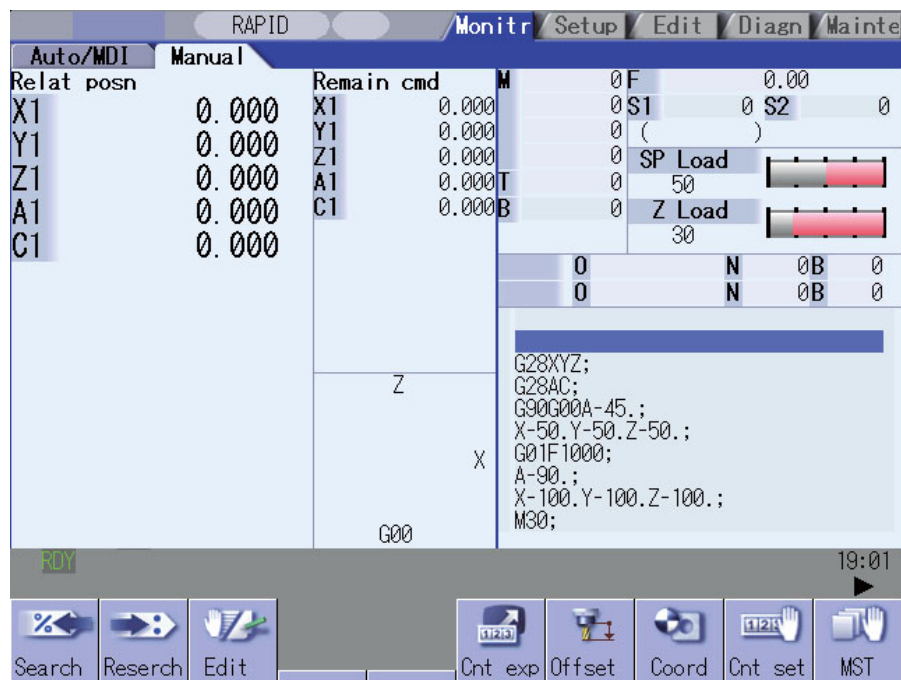 RAPID
Monitr Setup Edit Diagn Mainte
Auto/MDI Manual
Relat posn
X1 0.000
Y1 0.000
Z1 0.000
A1 0.000
C1 0.000
Remain cmd
X1 0.000
Y1 0.000
Z1 0.000
A1 0.000
C1 0.000
Z
X
G00
M 0
0
0
0
T 0
B 0
F 0.00
S1 0 S2 0
( )
SP Load
50
Z Load
30
O N 0B 0
O N 0B 0
G28XYZ;
G28AC;
G90G00A-45.;
X-50.Y-50.Z-50.;
G01F1000;
A-90.;
X-100.Y-100.Z-100.;
M30;
RDY 19:01
Search Reserch Edit Cnt exp Offset Coord Cnt set MST